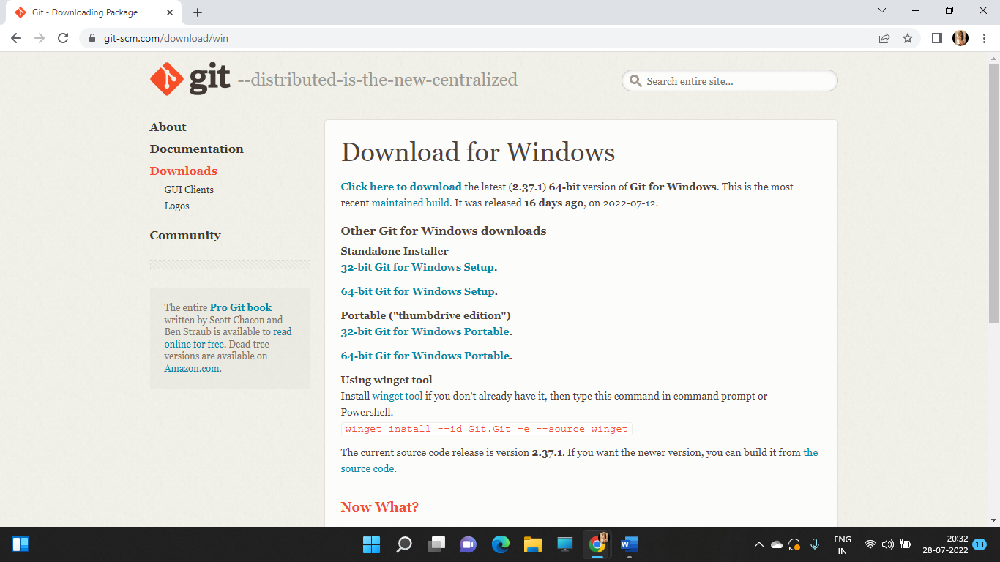 Git - Downloading Package
git-scm.com/download/win
git --distributed-is-the-new-centralized
Search entire site...
About
Documentation
Downloads
GUI Clients
Logos
Community
The entire Pro Git book
written by Scott Chacon and
Ben Straub is available to read
online for free. Dead tree
versions are available on
Amazon.com.
Download for Windows
Click here to download the latest (2.37.1) 64-bit version of Git for Windows. This is the most
recent maintained build. It was released 16 days ago, on 2022-07-12.
Other Git for Windows downloads
Standalone Installer
32-bit Git for Windows Setup.
64-bit Git for Windows Setup.
Portable ("thumbdrive edition")
32-bit Git for Windows Portable.
64-bit Git for Windows Portable.
Using winget tool
Install winget tool if you don't already have it, then type this command in command prompt or
Powershell.
winget install --id Git.Git -e --source winget
The current source code release is version 2.37.1. If you want the newer version, you can build it from the
source code.
Now What?
W
ENG
IN
20:32
28-07-2022
13